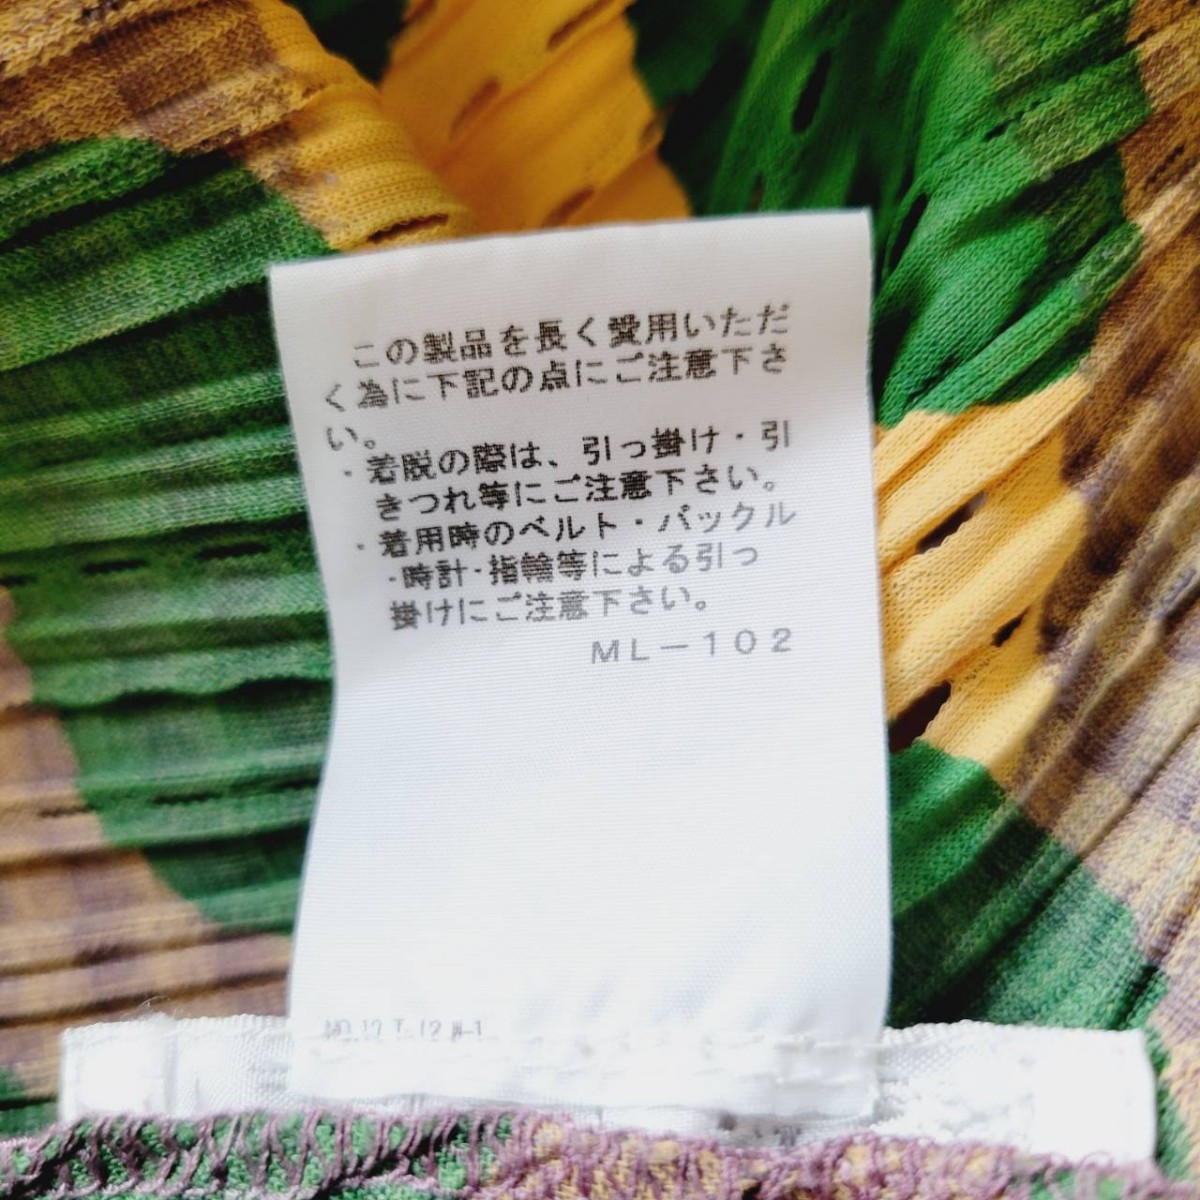 この製品を長く愛用いただ
く為に下記の点にご注意下さ
い。
・着脱の際は、引っ掛け・引
きつれ等にご注意下さい。
・着用時のベルト・バックル
・時計・指輪等による引っ
掛けにご注意下さい。
ML－102